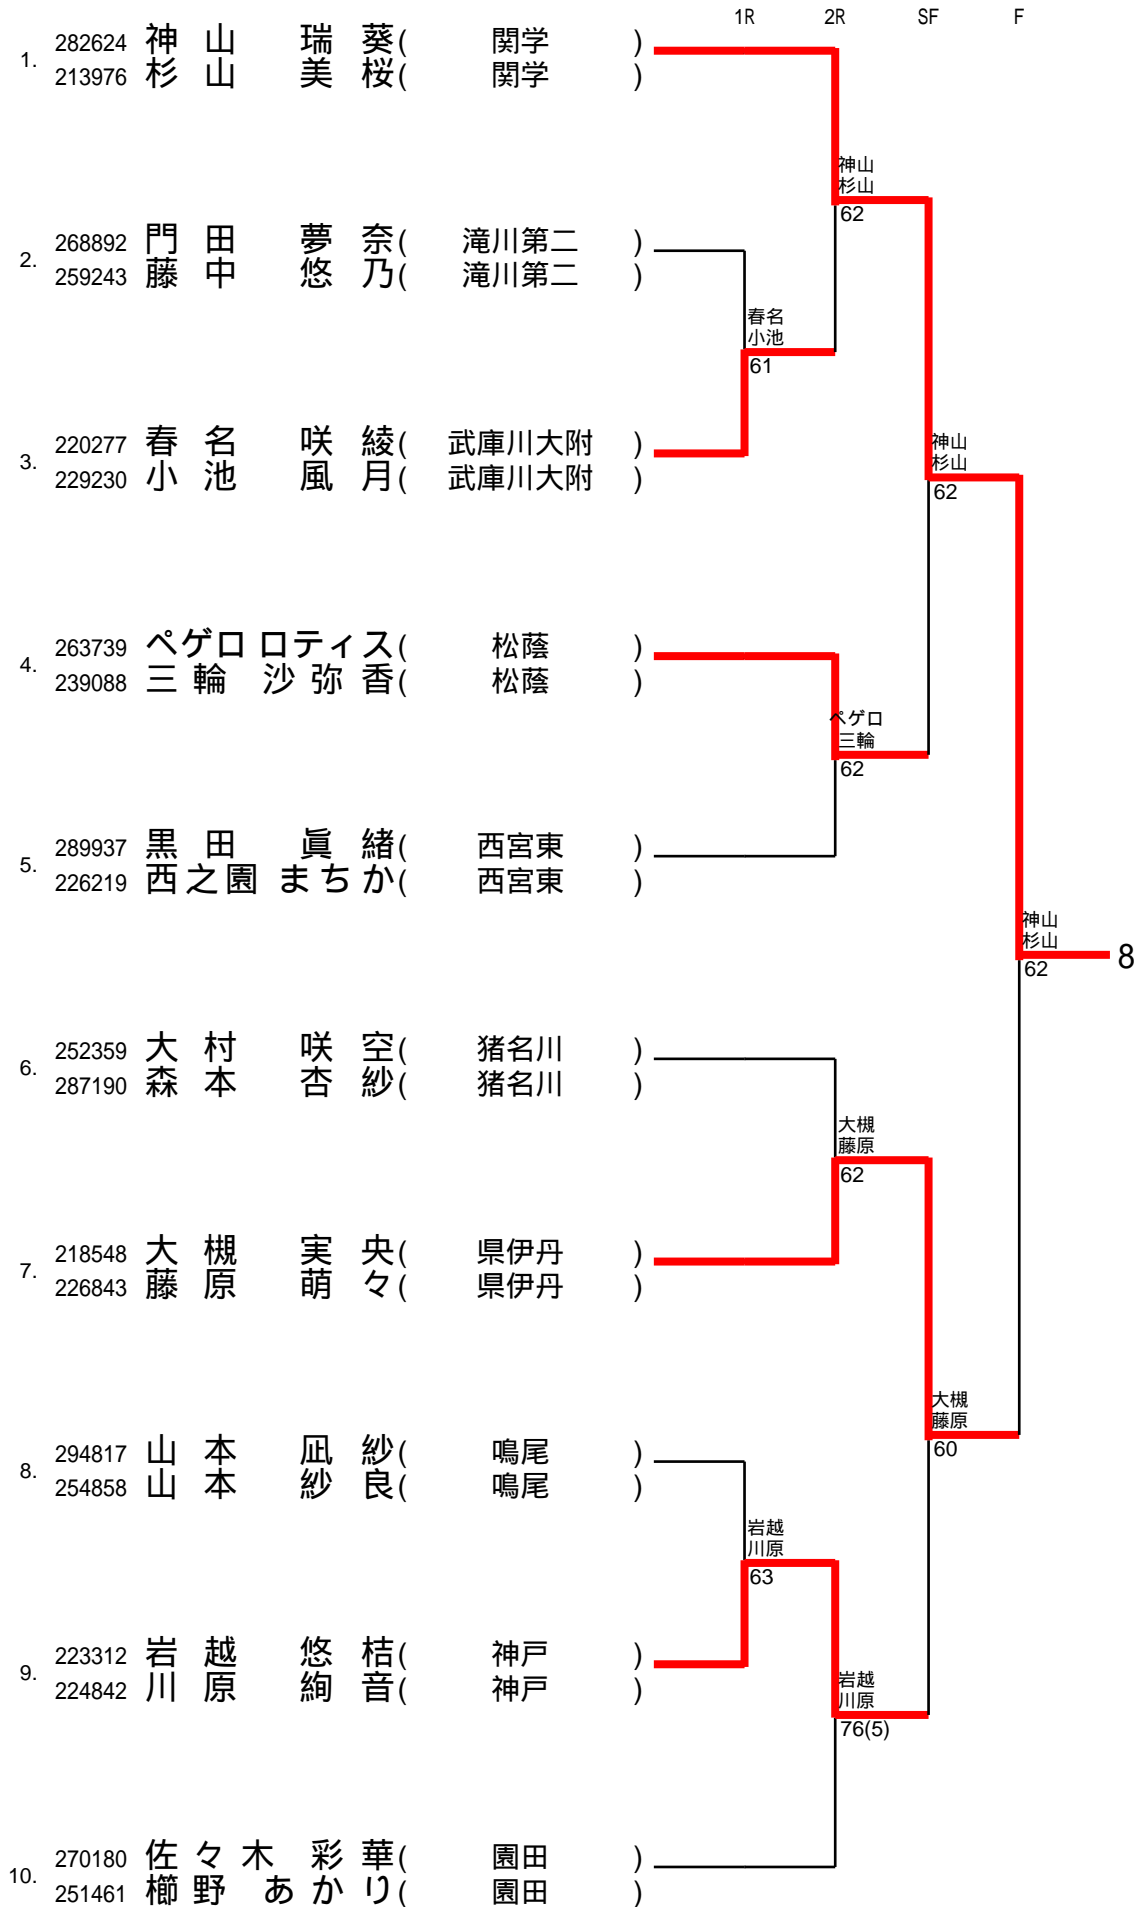 1R 2R SF F
1. 282624 神山 瑞葵( 関学 )
213976 杉山 美桜( 関学 )
神山
杉山
62
2. 268892 門田 夢奈( 滝川第二 )
259243 藤中 悠乃( 滝川第二 )
春名
小池
61
3. 220277 春名 咲綾( 武庫川大附 )
229230 小池 風月( 武庫川大附 )
神山
杉山
62
4. 263739 ペゲロ ロティス( 松蔭 )
239088 三輪 沙弥香( 松蔭 )
ペゲロ
三輪
62
5. 289937 黒田 眞緒( 西宮東 )
226219 西之園 まちか( 西宮東 )
神山
杉山
62
8
6. 252359 大村 咲空( 猪名川 )
287190 森本 杏紗( 猪名川 )
大槻
藤原
62
7. 218548 大槻 実央( 県伊丹 )
226843 藤原 萌々( 県伊丹 )
大槻
藤原
60
8. 294817 山本 凪紗( 鳴尾 )
254858 山本 紗良( 鳴尾 )
岩越
川原
63
9. 223312 岩越 悠桔( 神戸 )
224842 川原 絢音( 神戸 )
岩越
川原
76(5)
10. 270180 佐々木 彩華( 園田 )
251461 櫛野 あかり( 園田 )